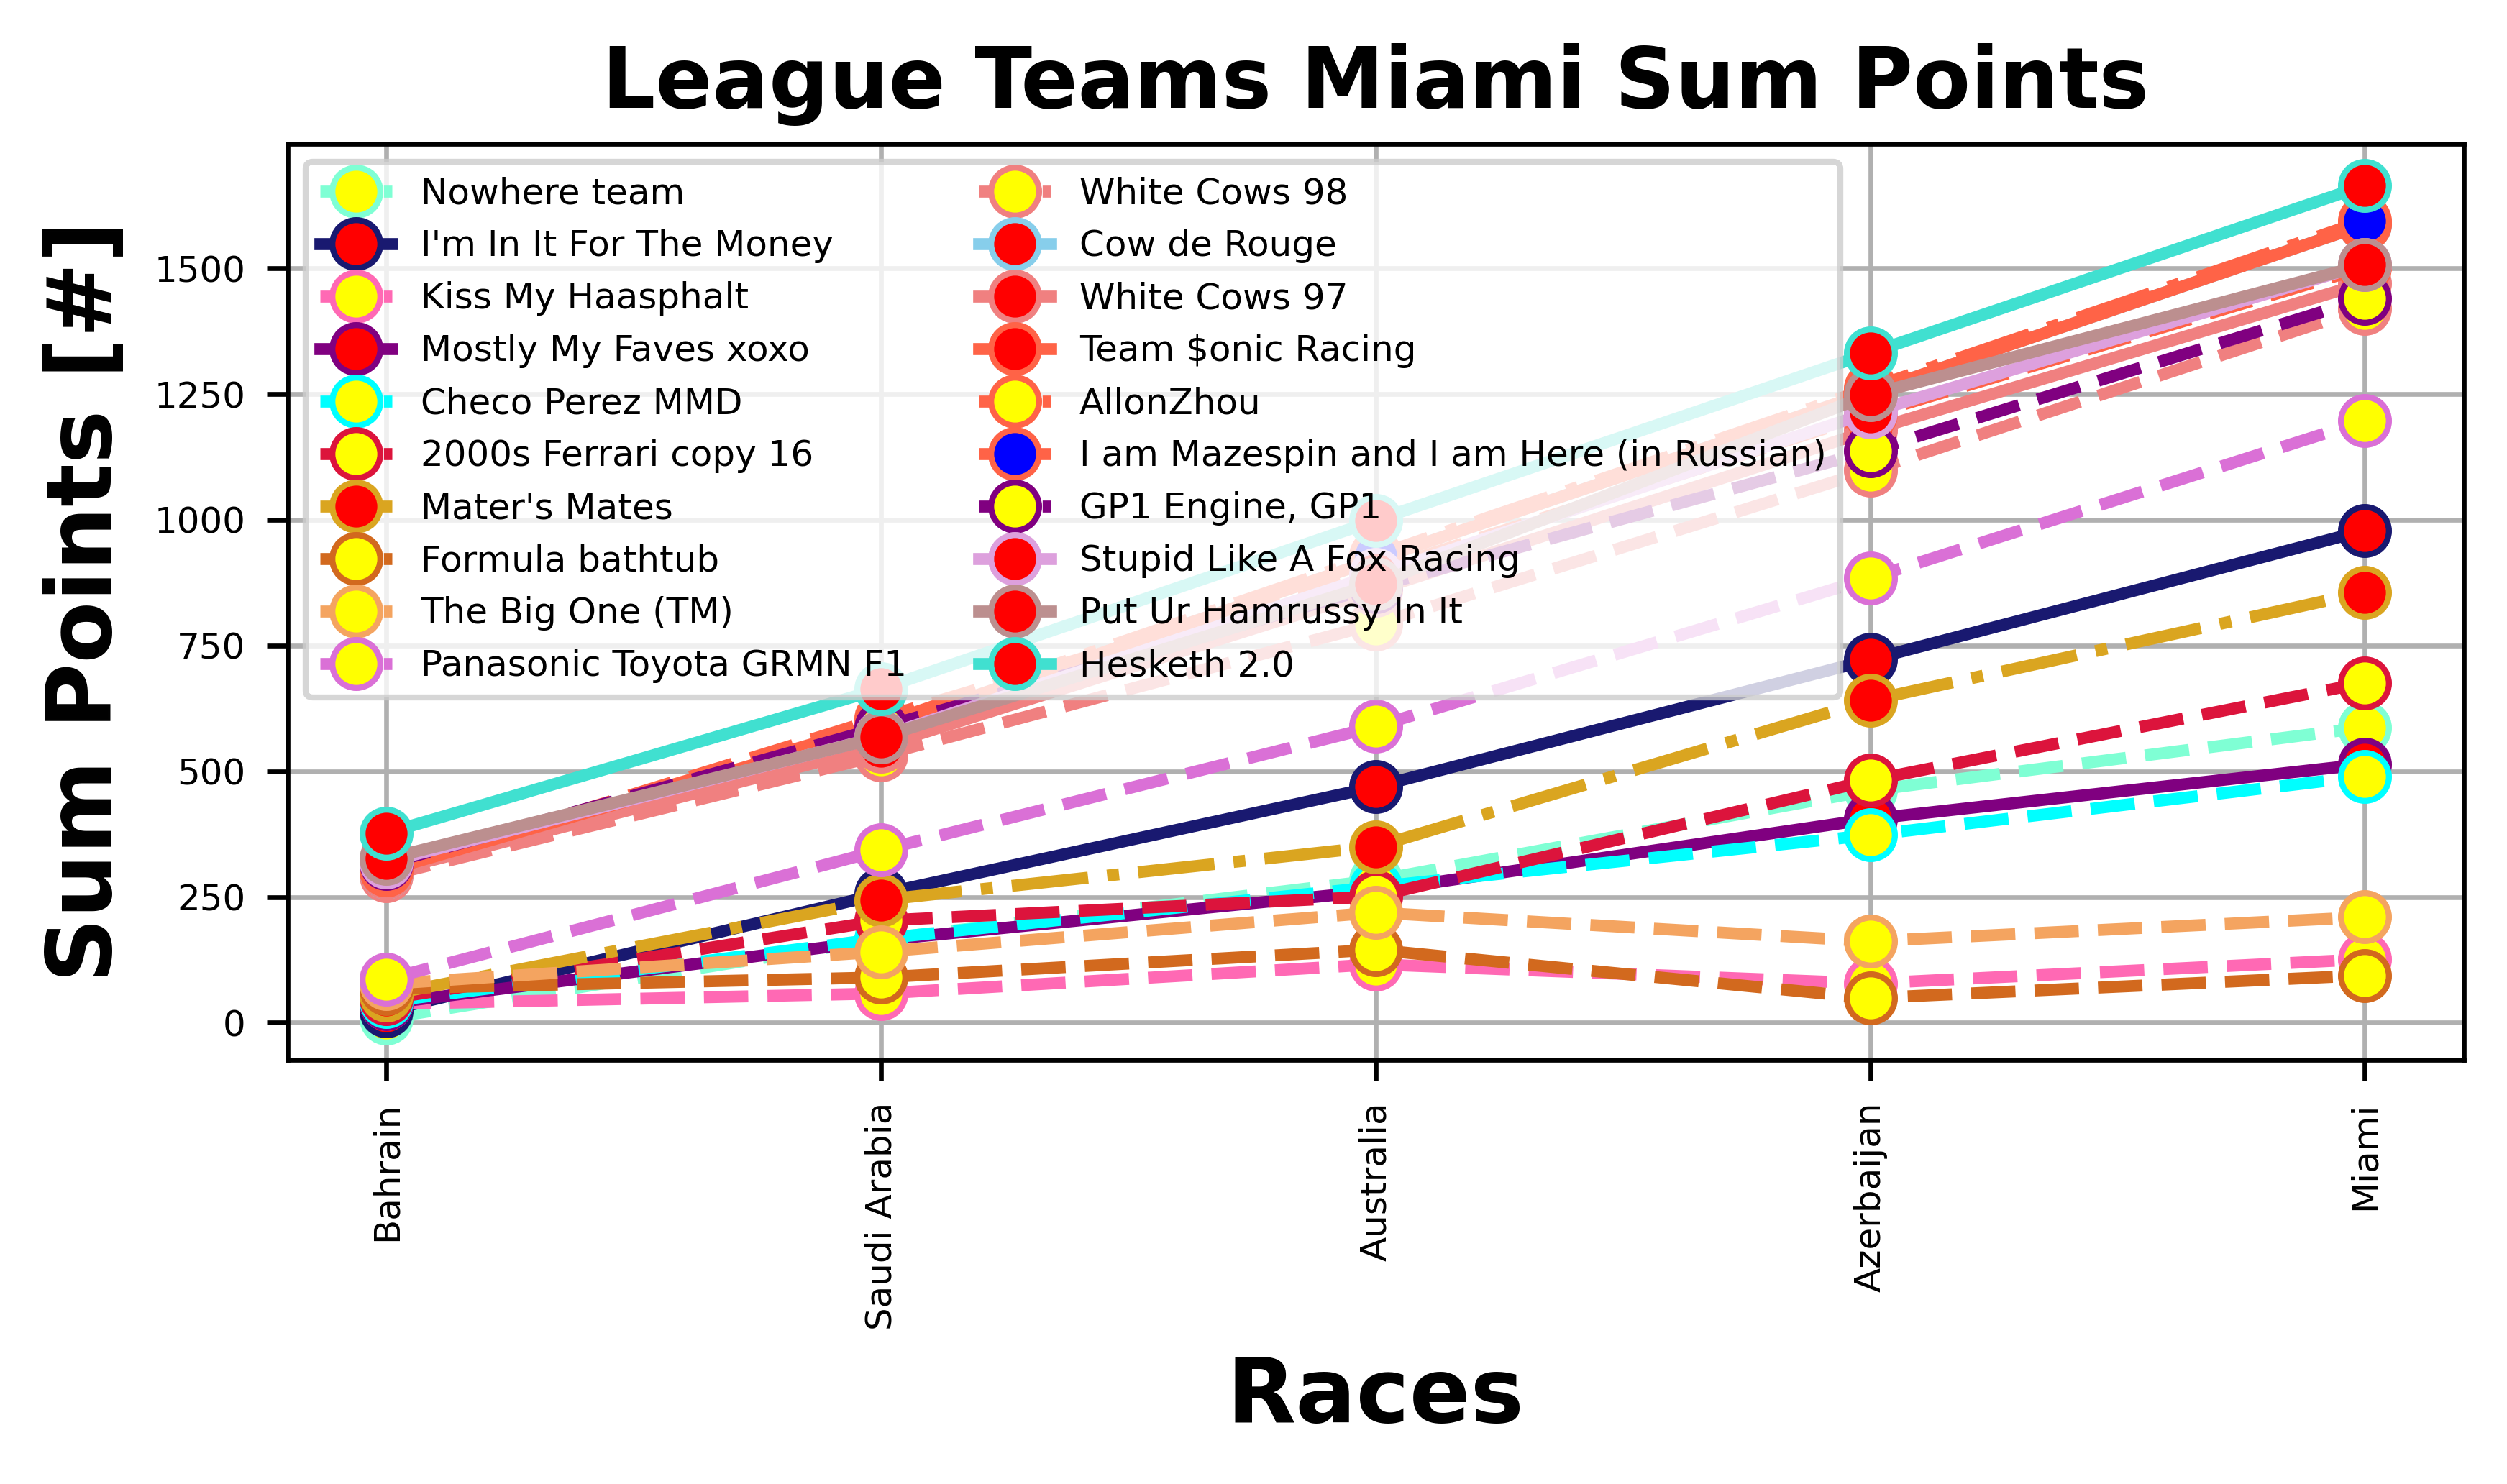 League Teams Miami Sum Points
Sum Points [#]
1500
1250
1000
750
500
250
0
Nowhere team
I'm In It For The Money
Kiss My Haasphalt
Mostly My Faves xoxo
Checo Perez MMD
2000s Ferrari copy 16
Mater's Mates
Formula bathtub
The Big One (TM)
Panasonic Toyota GRMN F1
White Cows 98
Cow de Rouge
White Cows 97
Team $onic Racing
AllonZhou
I am Mazespin and I am Here (in Russian)
GP1 Engine, GP1
Stupid Like A Fox Racing
Put Ur Hamrussy In It
Hesketh 2.0
Bahrain
Saudi Arabia
Australia
Azerbaijan
Miami
Races